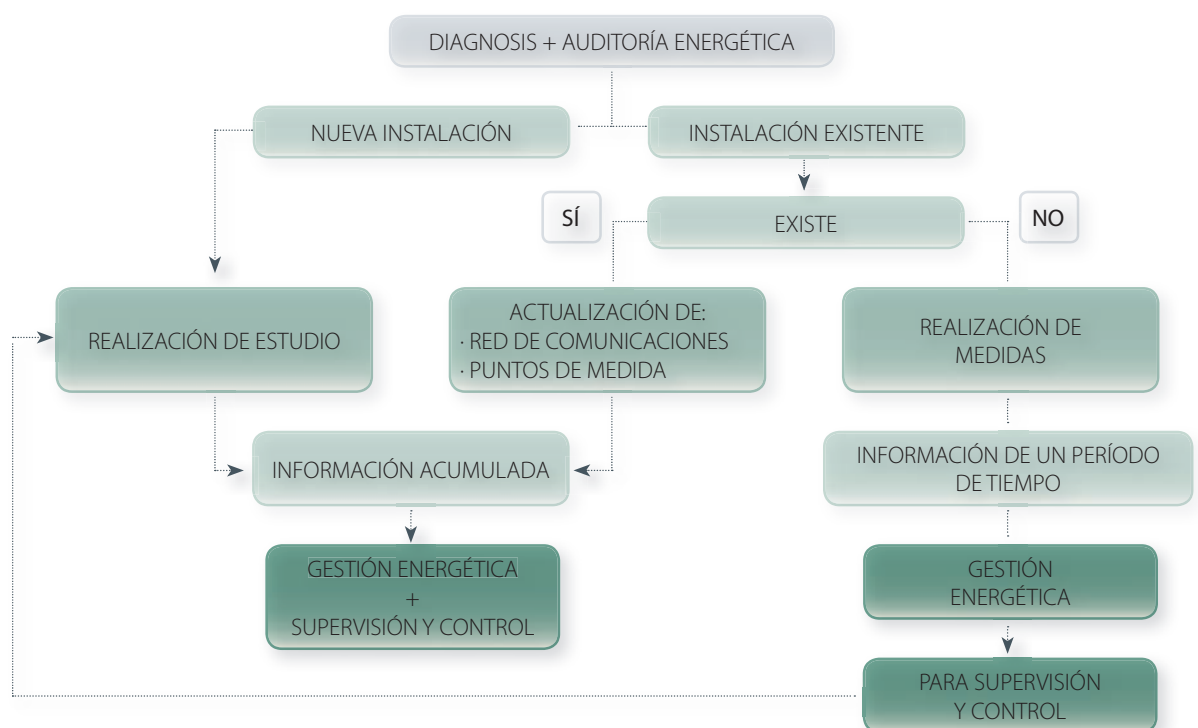 DIAGNOSIS + AUDITORÍA ENERGÉTICA
NUEVA INSTALACIÓN
INSTALACIÓN EXISTENTE
SÍ
EXISTE
NO
REALIZACIÓN DE ESTUDIO
ACTUALIZACIÓN DE:
· RED DE COMUNICACIONES
· PUNTOS DE MEDIDA
REALIZACIÓN DE
MEDIDAS
INFORMACIÓN ACUMULADA
INFORMACIÓN DE UN PERÍODO
DE TIEMPO
GESTIÓN ENERGÉTICA
+
SUPERVISIÓN Y CONTROL
GESTIÓN
ENERGÉTICA
PARA SUPERVISIÓN
Y CONTROL